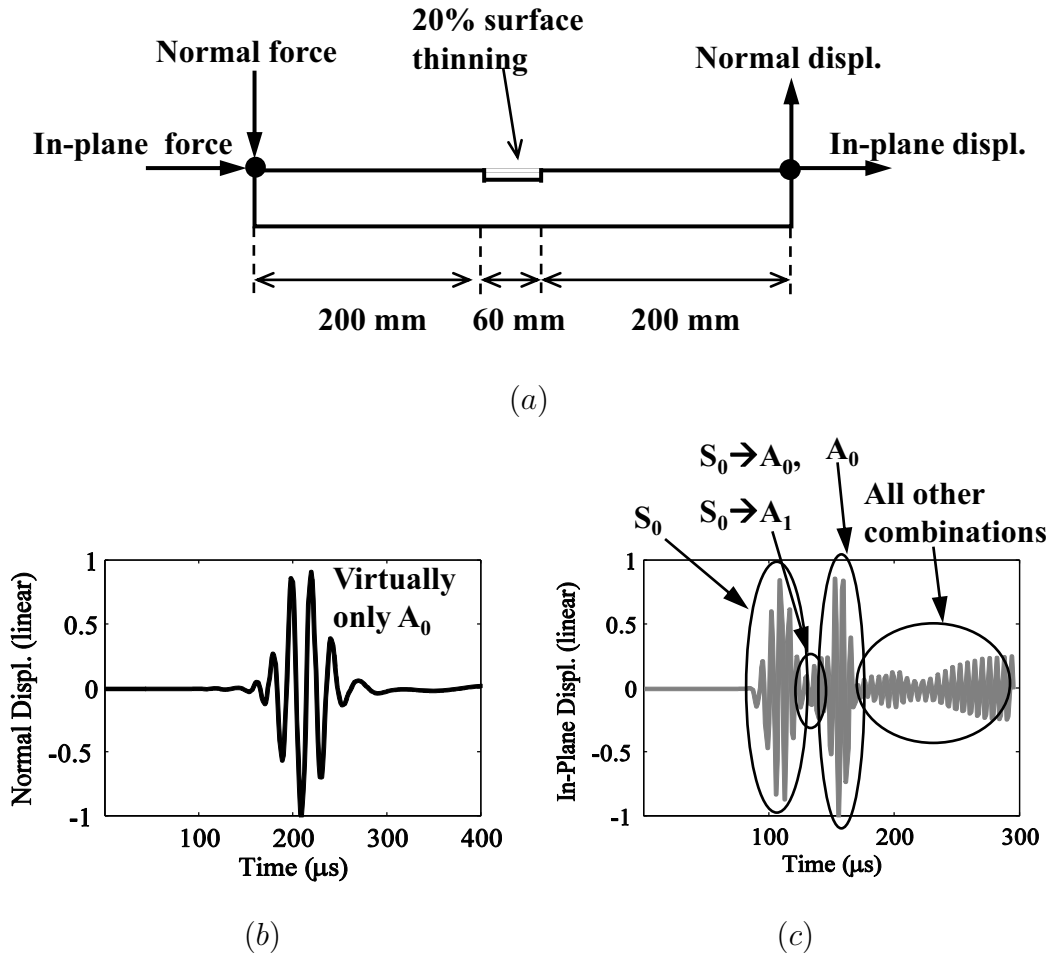 20% surface
thinning
Normal force
Normal displ.
In-plane force
In-plane displ.
200 mm
60 mm
200 mm
(a)
S₀→A₀,
S₀→A₁
A₀
S₀
All other
combinations
Normal Displ. (linear)
1
0.5
0
-0.5
-1
Virtually
only A₀
100
200
300
400
Time (μs)
(b)
In-Plane Displ. (linear)
1
0.5
0
-0.5
-1
100
200
300
Time (μs)
(c)